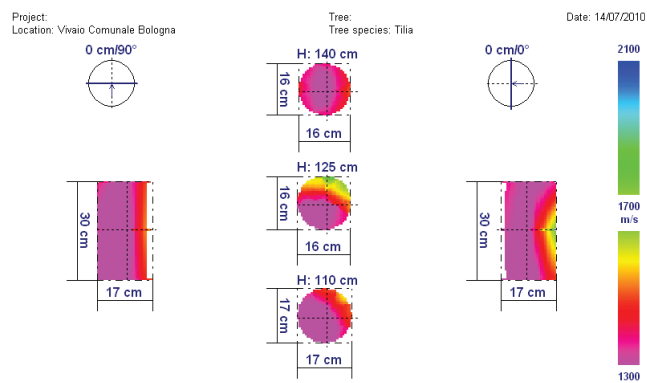 Project:
Tree:
Date: 14/07/2010
Location: Vivaio Comunale Bologna
Tree species: Tilia
0 cm/90°
H: 140 cm
0 cm/0°
2100
16 cm
16 cm
H: 125 cm
16 cm
16 cm
30 cm
17 cm
30 cm
17 cm
1700
m/s
H: 110 cm
17 cm
17 cm
1300